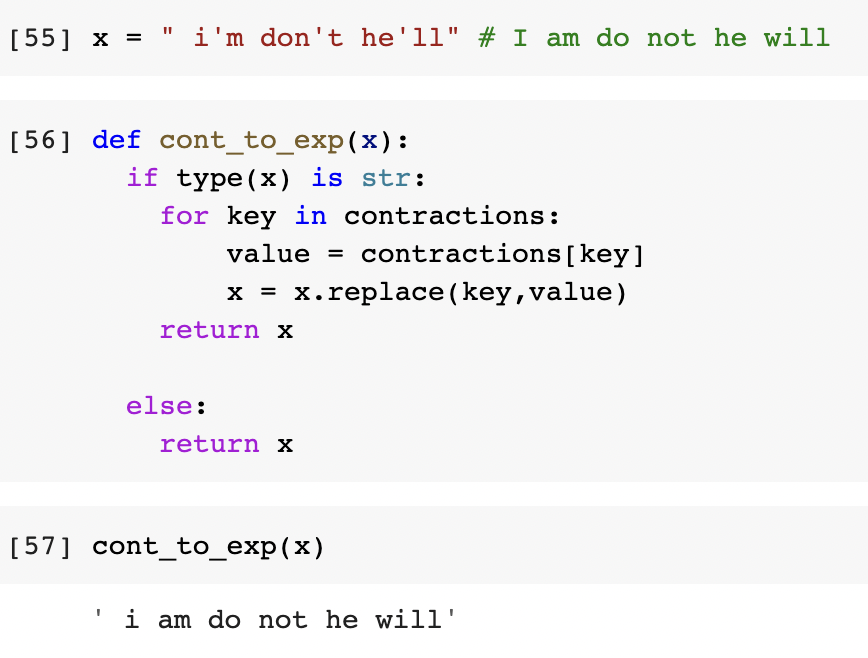 [55] x = " i'm don't he'll" # I am do not he will
[56] def cont_to_exp(x):
if type(x) is str:
for key in contractions:
value = contractions[key]
x = x.replace(key,value)
return x
else:
return x
[57] cont_to_exp(x)
' i am do not he will'